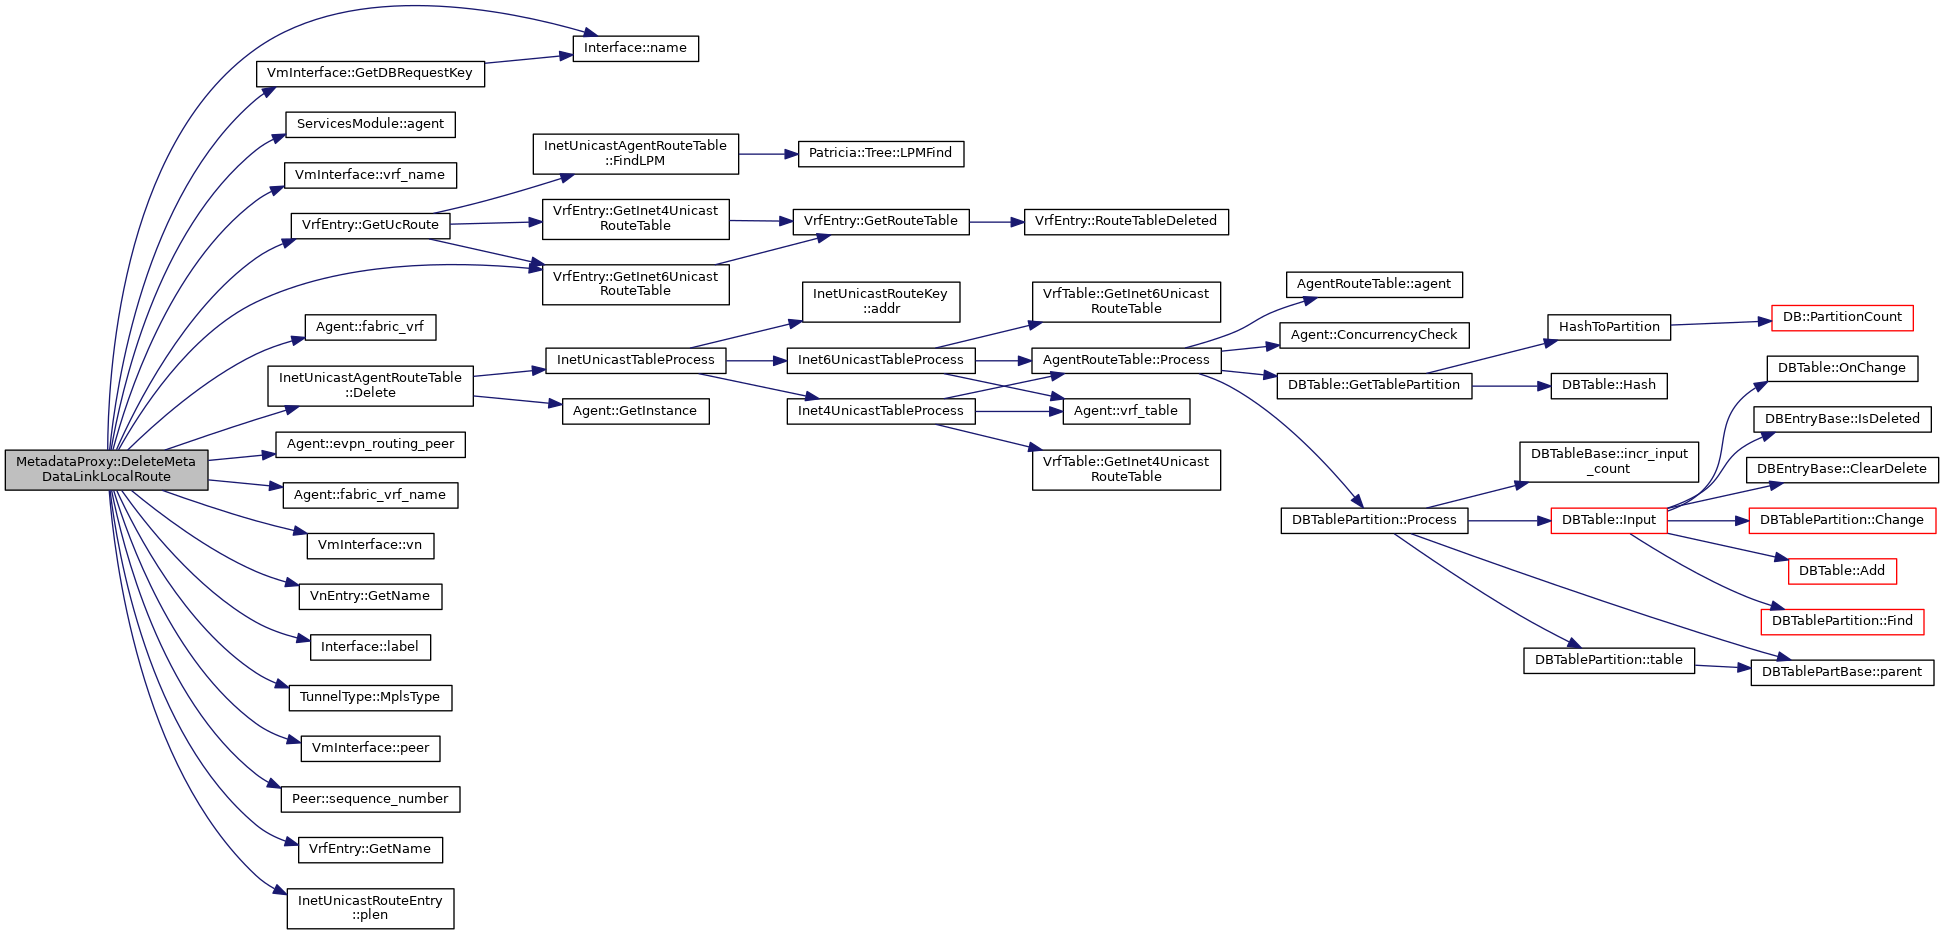 MetadataProxy::DeleteMeta
DataLinkLocalRoute
Interface::name
VmInterface::GetDBRequestKey
ServicesModule::agent
VmInterface::vrf_name
VrfEntry::GetUcRoute
InetUnicastAgentRouteTable
::FindLPM
Patricia::Tree::LPMFind
VrfEntry::GetInet4Unicast
RouteTable
VrfEntry::GetRouteTable
VrfEntry::RouteTableDeleted
VrfEntry::GetInet6Unicast
RouteTable
Agent::fabric_vrf
InetUnicastAgentRouteTable
::Delete
InetUnicastTableProcess
Agent::GetInstance
InetUnicastRouteKey
::addr
Inet6UnicastTableProcess
Inet4UnicastTableProcess
VrfTable::GetInet6Unicast
RouteTable
AgentRouteTable::Process
Agent::vrf_table
VrfTable::GetInet4Unicast
RouteTable
AgentRouteTable::agent
Agent::ConcurrencyCheck
DBTable::GetTablePartition
HashToPartition
DB::PartitionCount
DBTable::Hash
DBTablePartition::Process
DBTableBase::incr_input
_count
DBTable::Input
DBTable::OnChange
DBEntryBase::IsDeleted
DBEntryBase::ClearDelete
DBTablePartition::Change
DBTable::Add
DBTablePartition::Find
DBTablePartition::table
DBTablePartBase::parent
Agent::evpn_routing_peer
Agent::fabric_vrf_name
VmInterface::vn
VnEntry::GetName
Interface::label
TunnelType::MplsType
VmInterface::peer
Peer::sequence_number
VrfEntry::GetName
InetUnicastRouteEntry
::plen